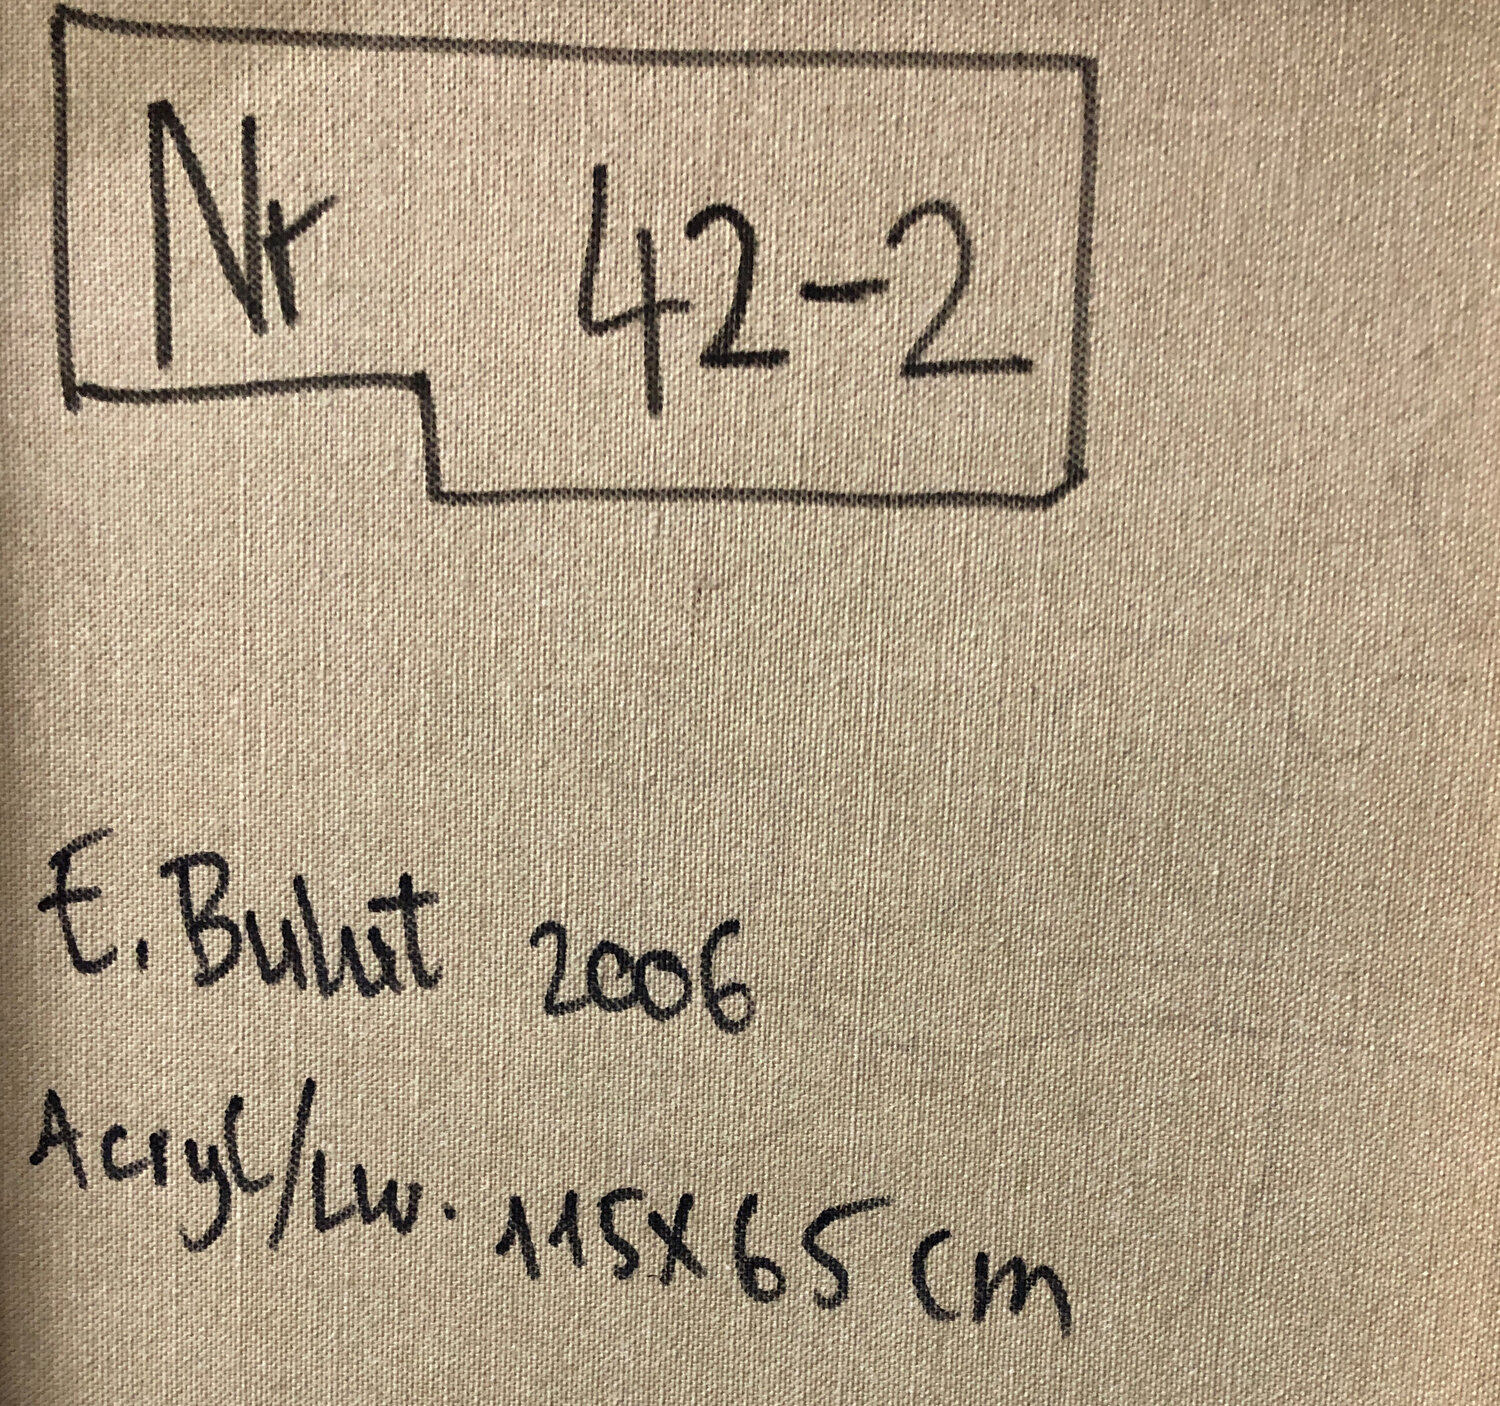 Nr 42-2
E. Bulut 2006
Acryl/Lw. 115x65 cm